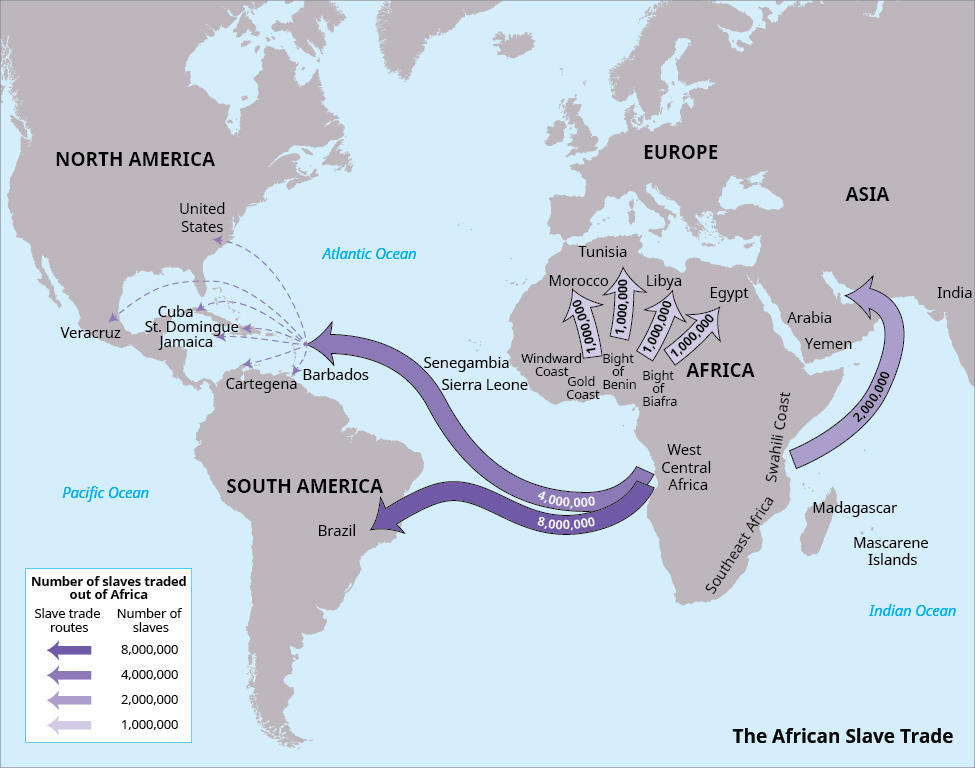 NORTH AMERICA
EUROPE
ASIA
United
States
Atlantic Ocean
Tunisia
Morocco
Libya
Egypt
India
Arabia
Yemen
1,000,000
1,000,000
1,000,000
1,000,000
Cuba
St. Domingue
Jamaica
Veracruz
Cartegena
Barbados
Senegambia
Sierra Leone
Windward
Coast
Gold
Coast
Bight
of
Benin
Bight
of
Biafra
AFRICA
2,000,000
Swahili Coast
West
Central
Africa
Pacific Ocean
SOUTH AMERICA
Brazil
4,000,000
8,000,000
Southeast Africa
Madagascar
Mascarene
Islands
Indian Ocean
Number of slaves traded
out of Africa
Slave trade
routes
Number of
slaves
8,000,000
4,000,000
2,000,000
1,000,000
The African Slave Trade